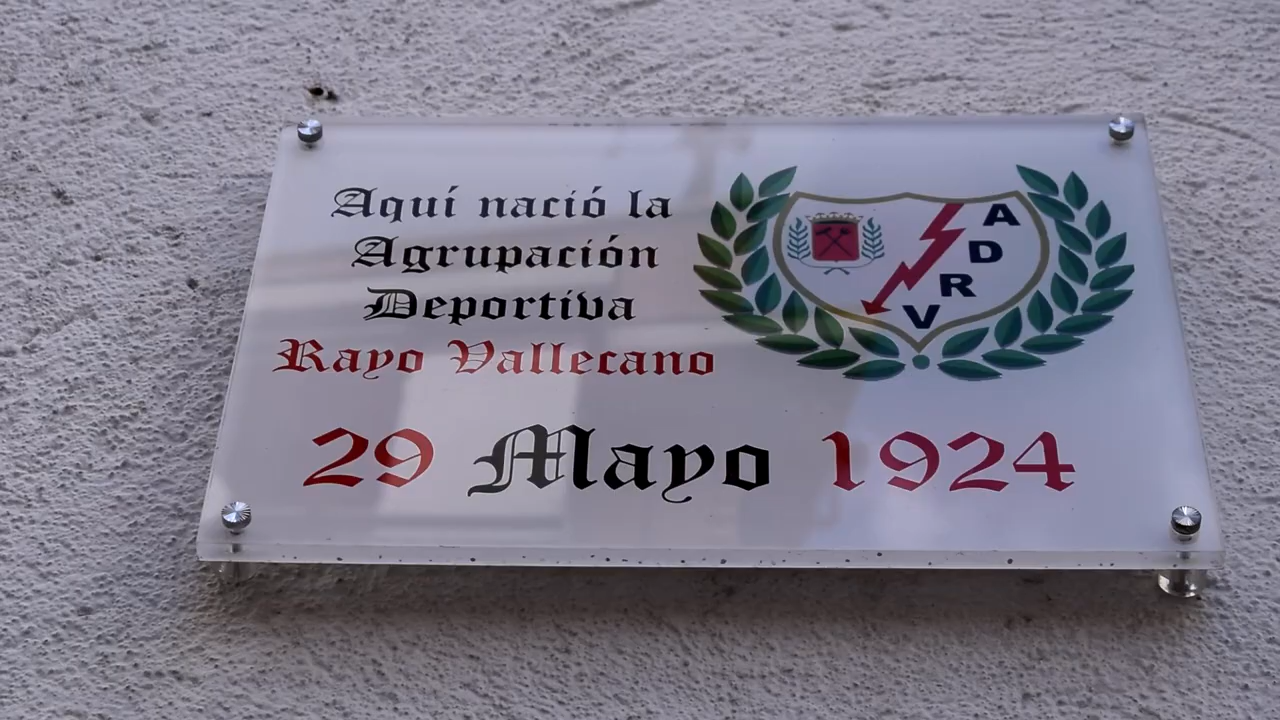 Aquí nació la
Agrupación
Deportiva
Rayo Vallecano
A
D
R
V
29 Mayo 1924